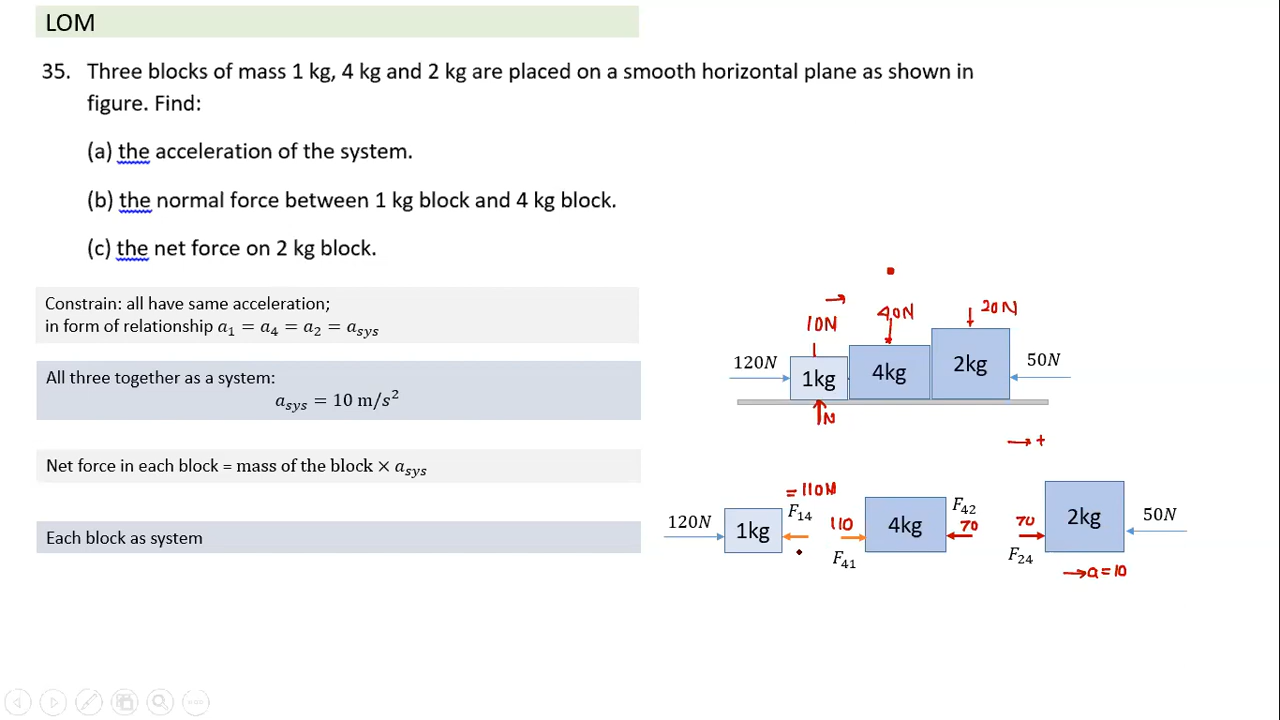 LOM
35. Three blocks of mass 1 kg, 4 kg and 2 kg are placed on a smooth horizontal plane as shown in
figure. Find:
(a) the acceleration of the system.
(b) the normal force between 1 kg block and 4 kg block.
(c) the net force on 2 kg block.
Constrain: all have same acceleration;
in form of relationship a₁ = a₄ = a₂ = a_sys
All three together as a system:
a_sys = 10 m/s²
Net force in each block = mass of the block × a_sys
Each block as system
10N
40N
20N
120N
1kg
4kg
2kg
50N
N
→ +
= 110N
120N
1kg
F₁₄
110
F₄₁
4kg
F₄₂
70
70
F₂₄
2kg
50N
→ a = 10